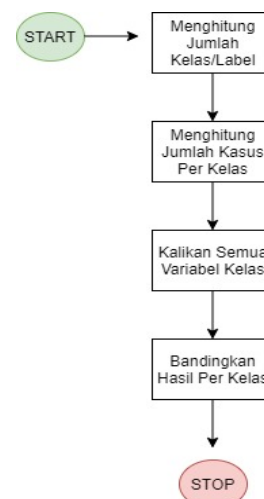 START
Menghitung
Jumlah
Kelas/Label
Menghitung
Jumlah Kasus
Per Kelas
Kalikan Semua
Variabel Kelas
Bandingkan
Hasil Per Kelas
STOP